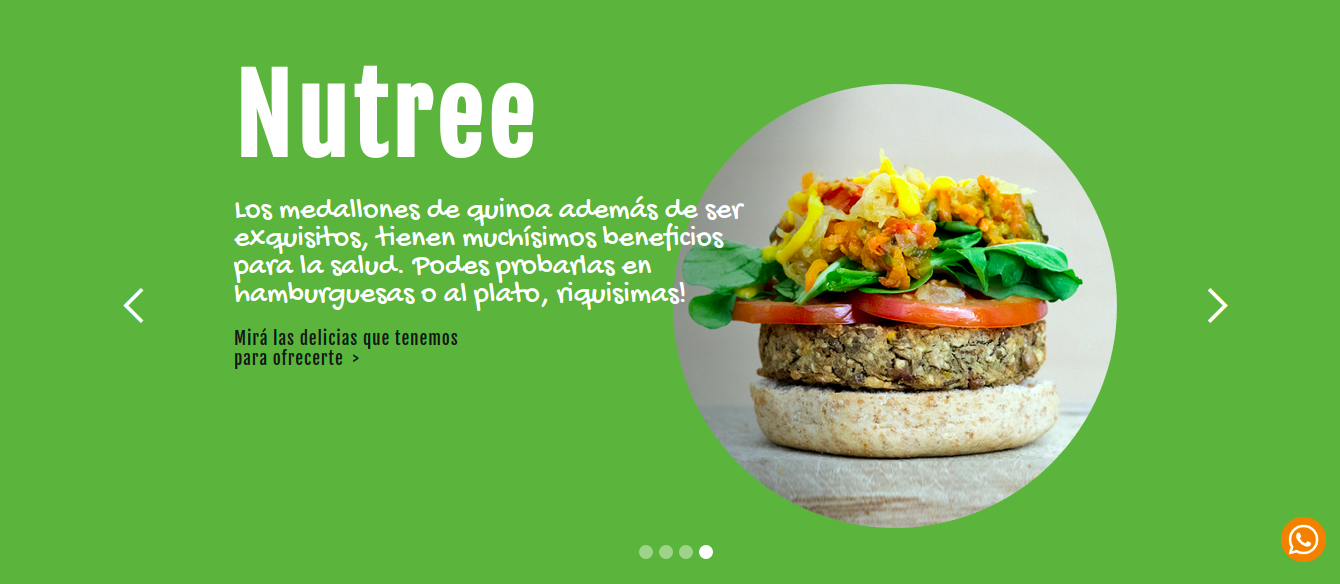 Nutree
Los medallones de quinoa además de ser
exquisitos, tienen muchísimos beneficios
para la salud. Podes probarlas en
hamburguesas o al plato, riquisimas!
Mirá las delicias que tenemos
para ofrecerte >